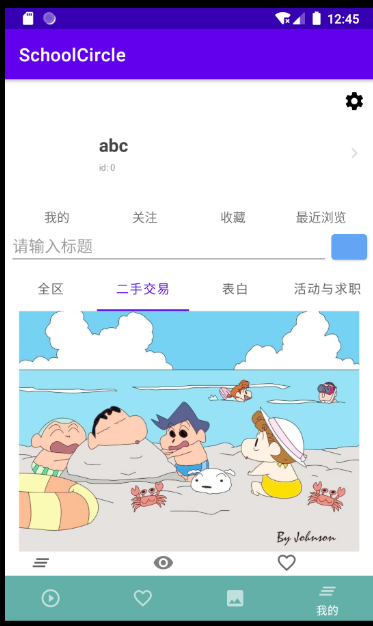 12:45
SchoolCircle
abc
id: 0
我的 关注 收藏 最近浏览
请输入标题
全区 二手交易 表白 活动与求职
By Johnson
我的